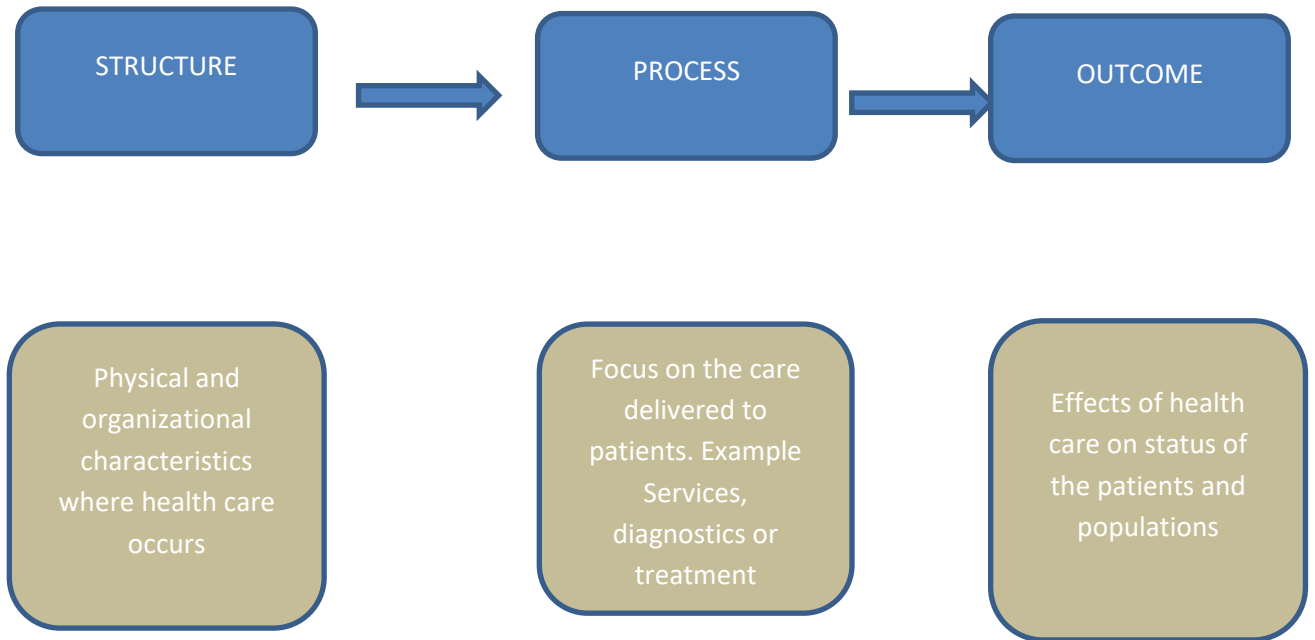 STRUCTURE
PROCESS
OUTCOME
Physical and
organizational
characteristics
where health care
occurs
Focus on the care
delivered to
patients. Example
Services,
diagnostics or
treatment
Effects of health
care on status of
the patients and
populations